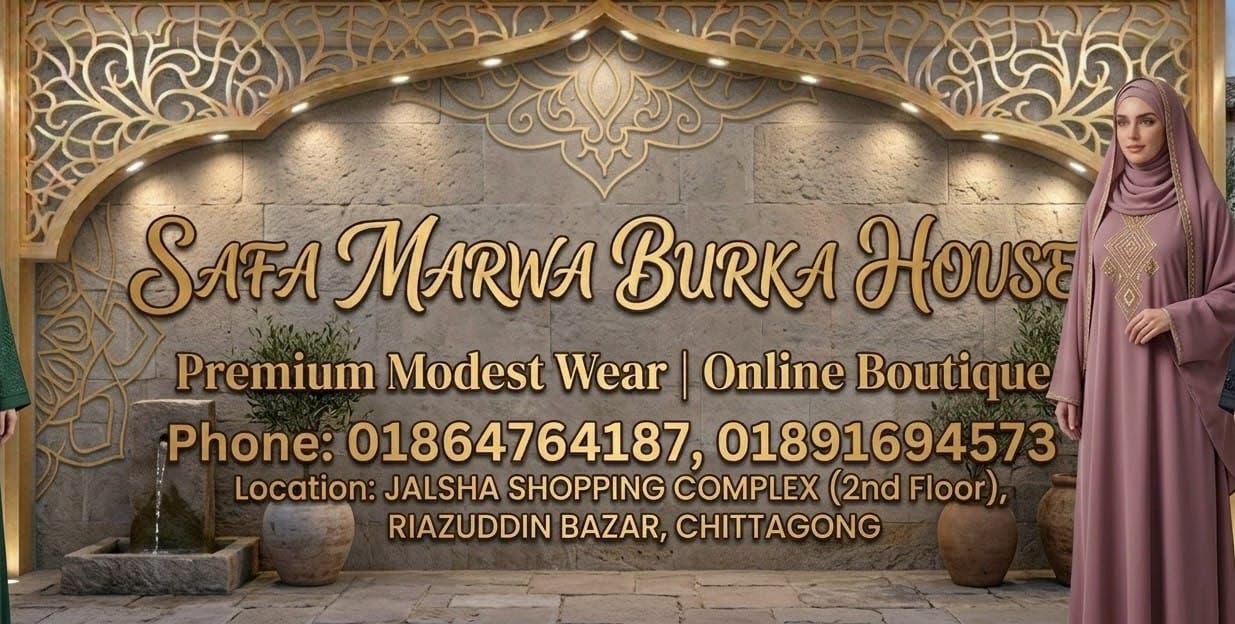 SAFA MARWA BURKA HOUSE
Premium Modest Wear | Online Boutique
Phone: 01864764187, 01891694573
Location: JALSHA SHOPPING COMPLEX (2nd Floor),
RIAZUDDIN BAZAR, CHITTAGONG